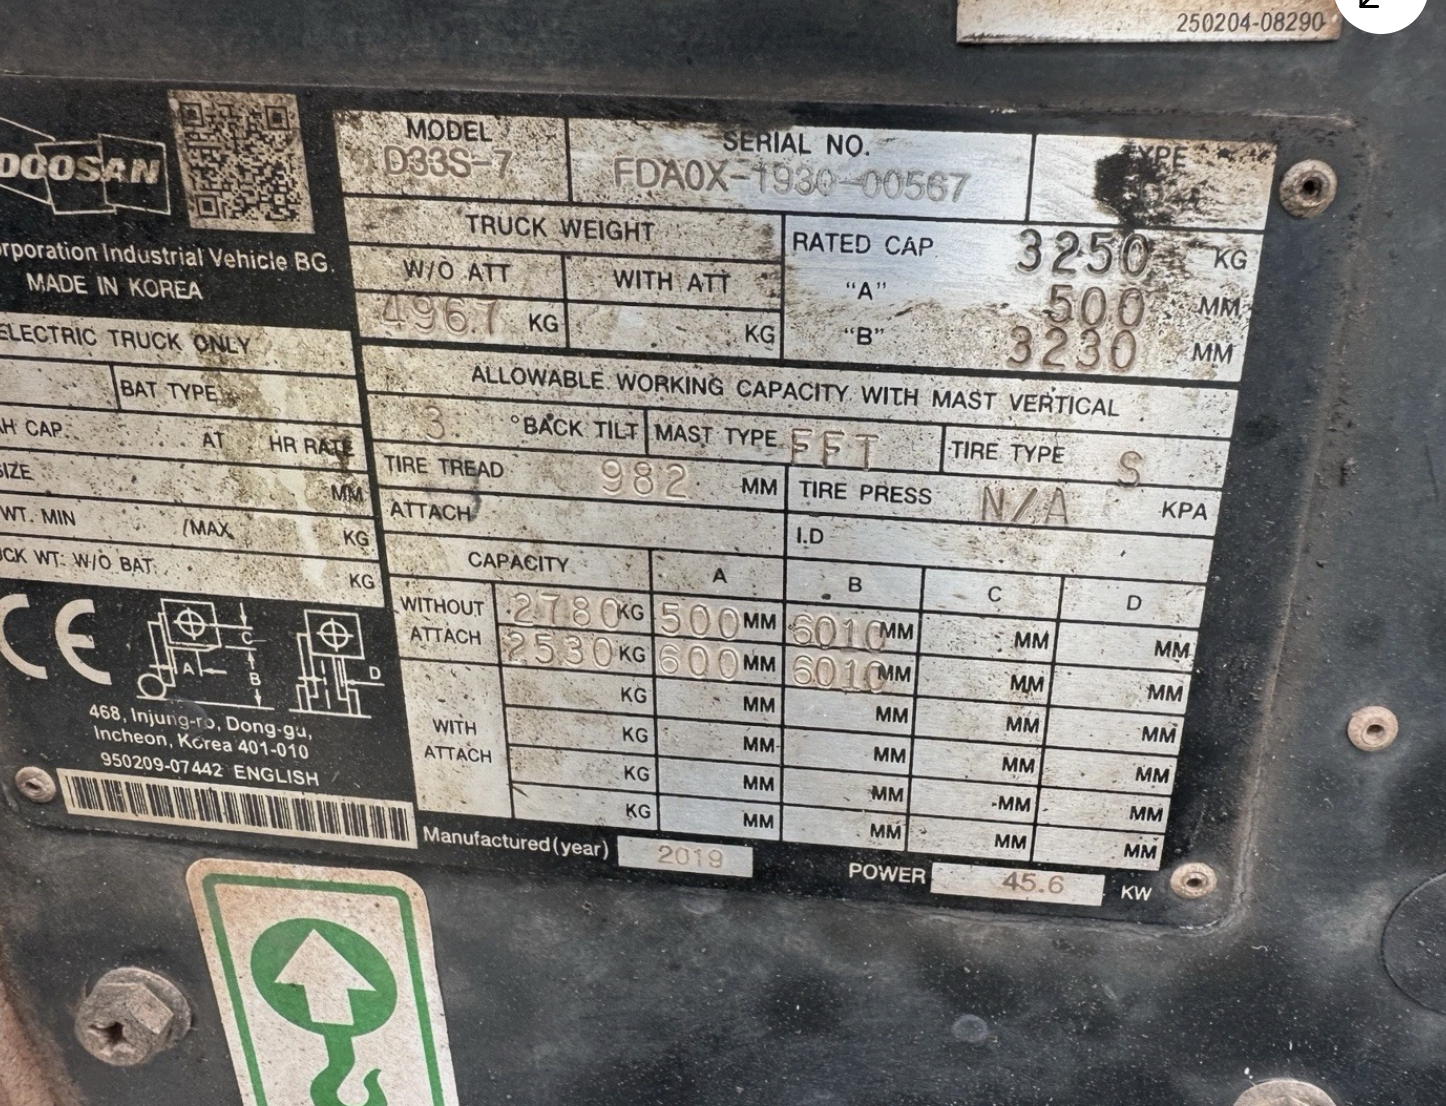 250204-08290
DOOSAN
MODEL
D33S-7
SERIAL NO.
FDA0X-1930-00567
TYPE
orporation Industrial Vehicle BG.
MADE IN KOREA
TRUCK WEIGHT
W/O ATT
WITH ATT
4967 KG
KG
RATED CAP. 3250 KG
"A" 500 MM
"B" 3230 MM
ELECTRIC TRUCK ONLY
BAT TYPE
AH CAP. AT HR RATE
SIZE MM
WT. MIN /MAX. KG
CK WT. W/O BAT. KG
ALLOWABLE WORKING CAPACITY WITH MAST VERTICAL
3 °BACK TILT
MAST TYPE FFT
TIRE TYPE S
TIRE TREAD 982 MM
TIRE PRESS N/A KPA
ATTACH
I.D
CAPACITY A B C D
WITHOUT ATTACH
2780 KG 500 MM 6010 MM MM MM
2530 KG 600 MM 6010 MM MM MM
WITH ATTACH
KG MM MM MM MM
KG MM MM MM MM
KG MM MM MM MM
KG MM MM MM MM
CE
C
A
B
D
468, Injung-ro, Dong-gu,
Incheon, Korea 401-010
950209-07442 ENGLISH
Manufactured(year) 2019
POWER 45.6 KW